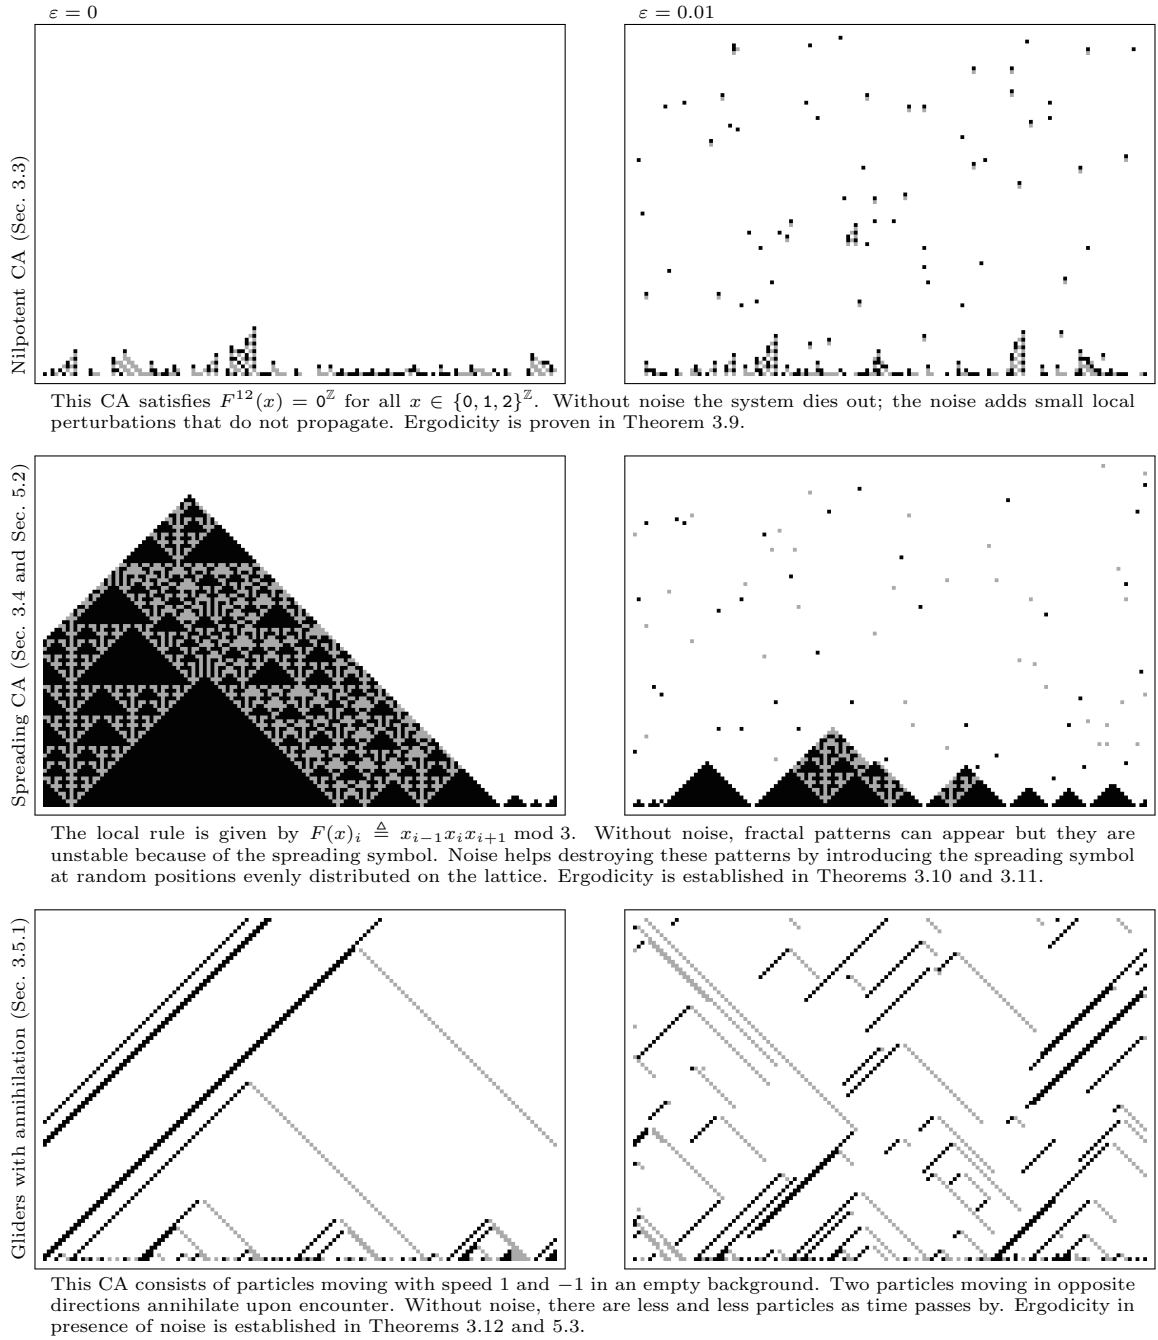 ε = 0
ε = 0.01
Nilpotent CA (Sec. 3.3)
This CA satisfies F¹²(x) = 0^ℤ for all x ∈ {0, 1, 2}^ℤ. Without noise the system dies out; the noise adds small local
perturbations that do not propagate. Ergodicity is proven in Theorem 3.9.
Spreading CA (Sec. 3.4 and Sec. 5.2)
The local rule is given by F(x)ᵢ ≜ xᵢ₋₁xᵢxᵢ₊₁ mod 3. Without noise, fractal patterns can appear but they are
unstable because of the spreading symbol. Noise helps destroying these patterns by introducing the spreading symbol
at random positions evenly distributed on the lattice. Ergodicity is established in Theorems 3.10 and 3.11.
Gliders with annihilation (Sec. 3.5.1)
This CA consists of particles moving with speed 1 and −1 in an empty background. Two particles moving in opposite
directions annihilate upon encounter. Without noise, there are less and less particles as time passes by. Ergodicity in
presence of noise is established in Theorems 3.12 and 5.3.